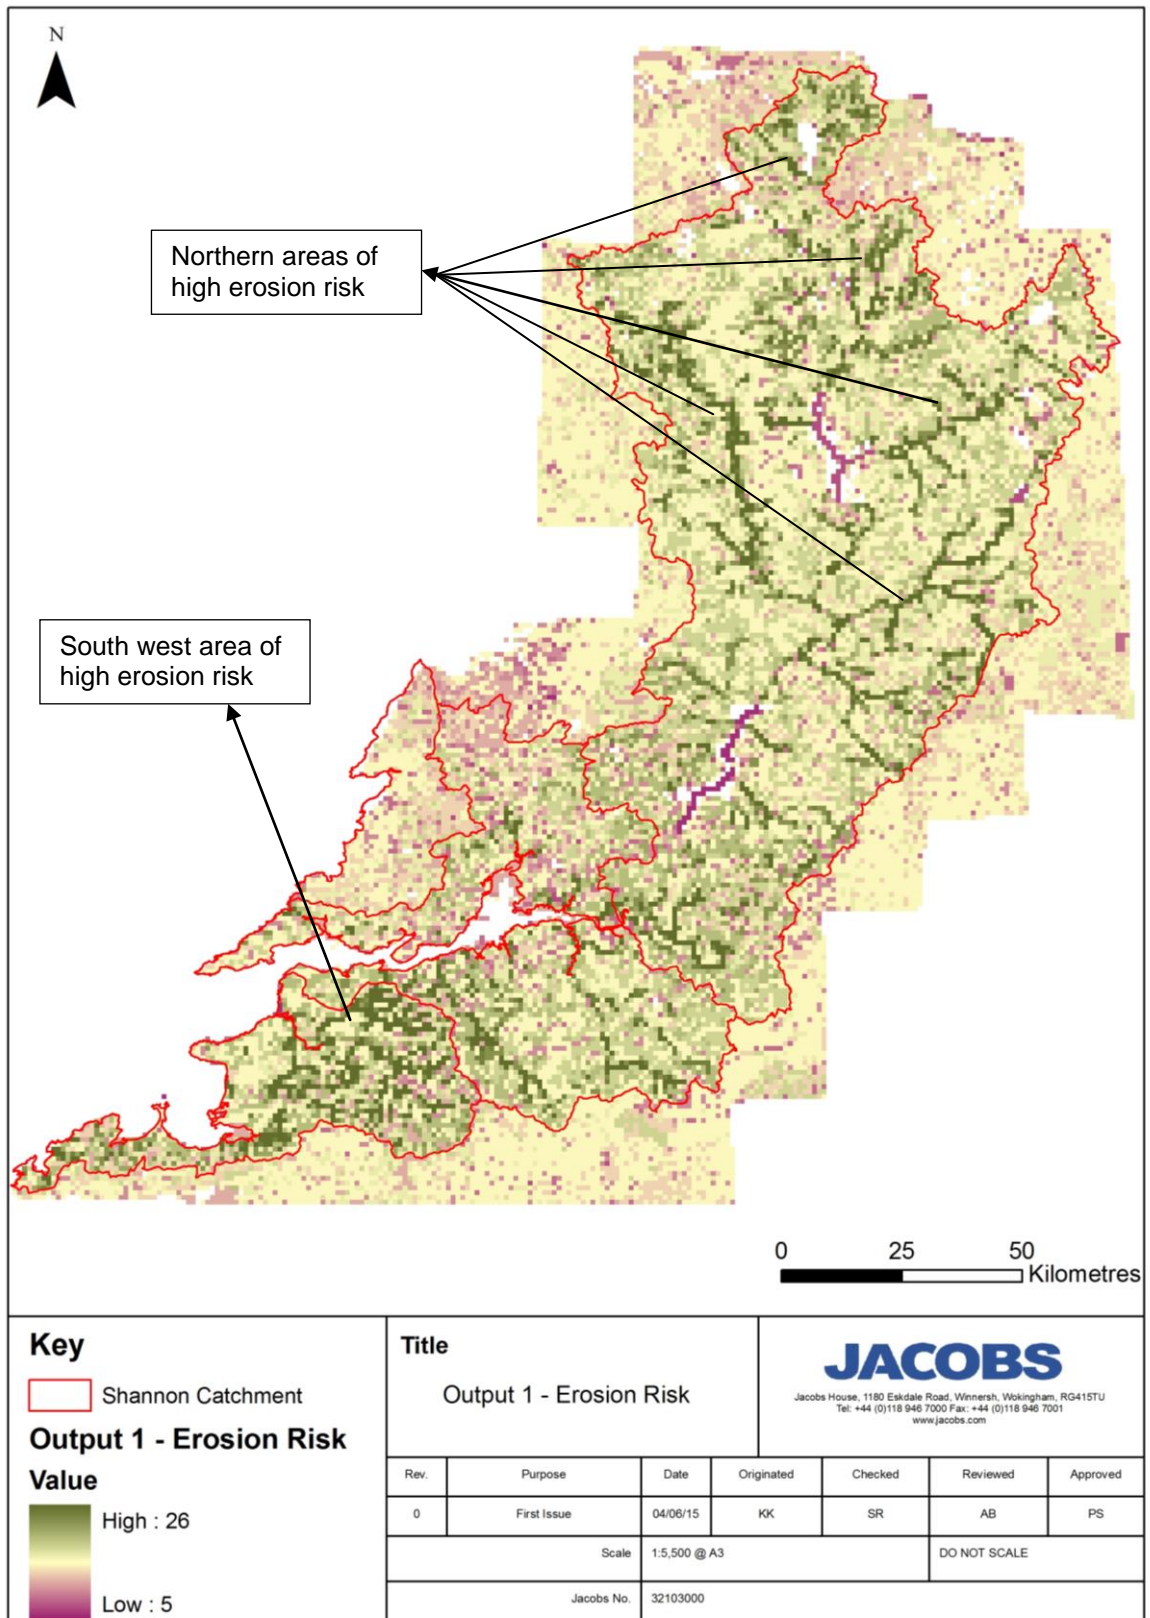 N
Northern areas of
high erosion risk
South west area of
high erosion risk
0 25 50
Kilometres
Key
Shannon Catchment
Output 1 - Erosion Risk
Value
High : 26
Low : 5
Title
Output 1 - Erosion Risk
JACOBS
Jacobs House, 1180 Eskdale Road, Winnersh, Wokingham, RG415TU
Tel: +44 (0)118 946 7000 Fax: +44 (0)118 946 7001
www.jacobs.com
Rev. Purpose Date Originated Checked Reviewed Approved
0 First Issue 04/06/15 KK SR AB PS
Scale 1:5,500 @ A3 DO NOT SCALE
Jacobs No. 32103000